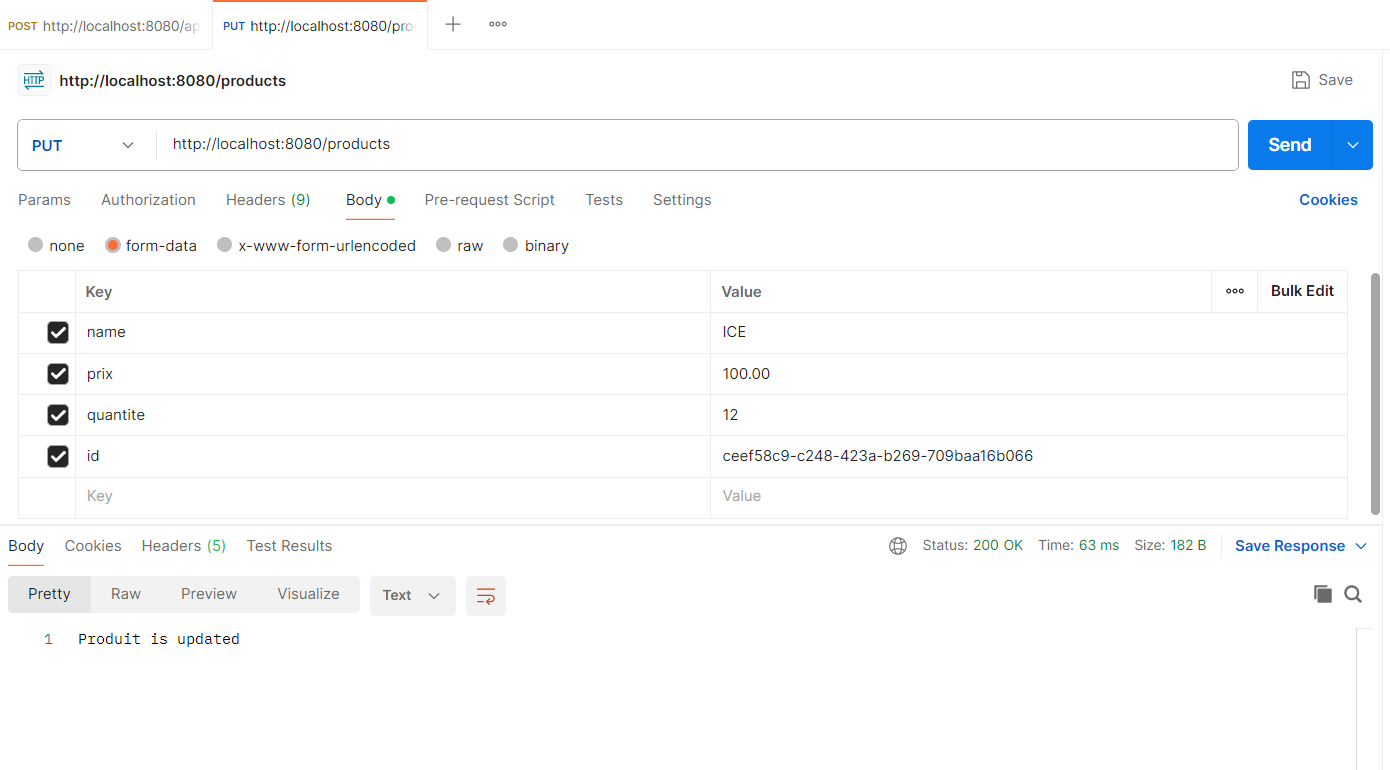 POST http://localhost:8080/ap
PUT http://localhost:8080/pro
HTTP http://localhost:8080/products
Save
PUT http://localhost:8080/products
Send
Params Authorization Headers (9) Body Pre-request Script Tests Settings Cookies
none form-data x-www-form-urlencoded raw binary
Key Value Bulk Edit
name ICE
prix 100.00
quantite 12
id ceef58c9-c248-423a-b269-709baa16b066
Key Value
Body Cookies Headers (5) Test Results Status: 200 OK Time: 63 ms Size: 182 B Save Response
Pretty Raw Preview Visualize Text
1 Produit is updated